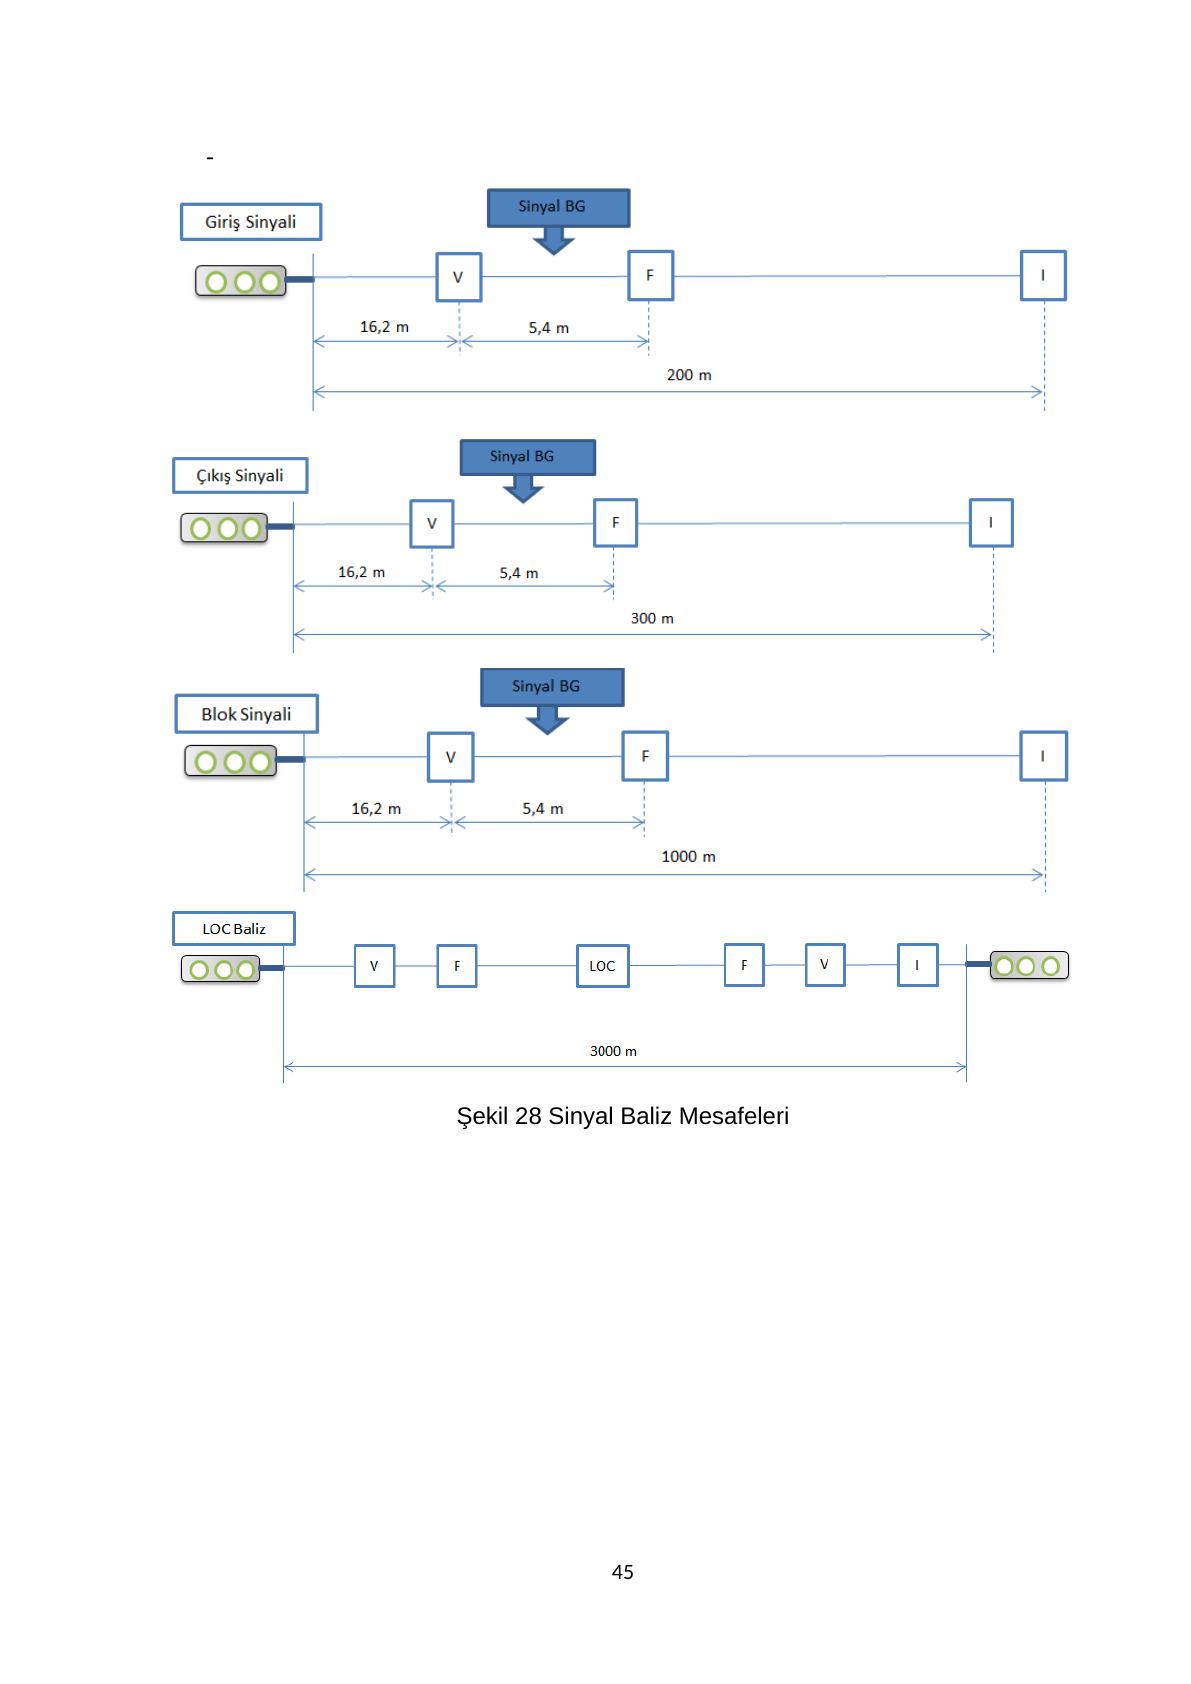 -
Sinyal BG
Giriş Sinyali
V F I
16,2 m 5,4 m
200 m
Sinyal BG
Çıkış Sinyali
V F I
16,2 m 5,4 m
300 m
Sinyal BG
Blok Sinyali
V F I
16,2 m 5,4 m
1000 m
LOC Baliz
V F LOC F V I
3000 m
Şekil 28 Sinyal Baliz Mesafeleri
45